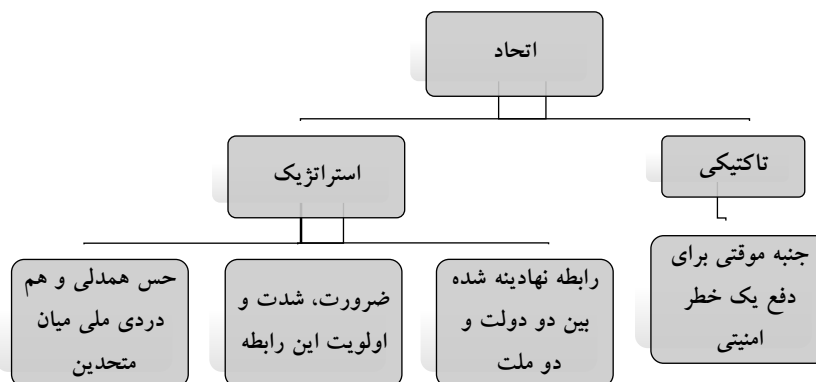 اتحاد
تاکتیکی
استراتژیک
جنبه موقتی برای
دفع یک خطر
امنیتی
رابطه نهادینه شده
بین دو دولت و
دو ملت
ضرورت، شدت و
اولویت این رابطه
حس همدلی و هم
دردی ملی میان
متحدین